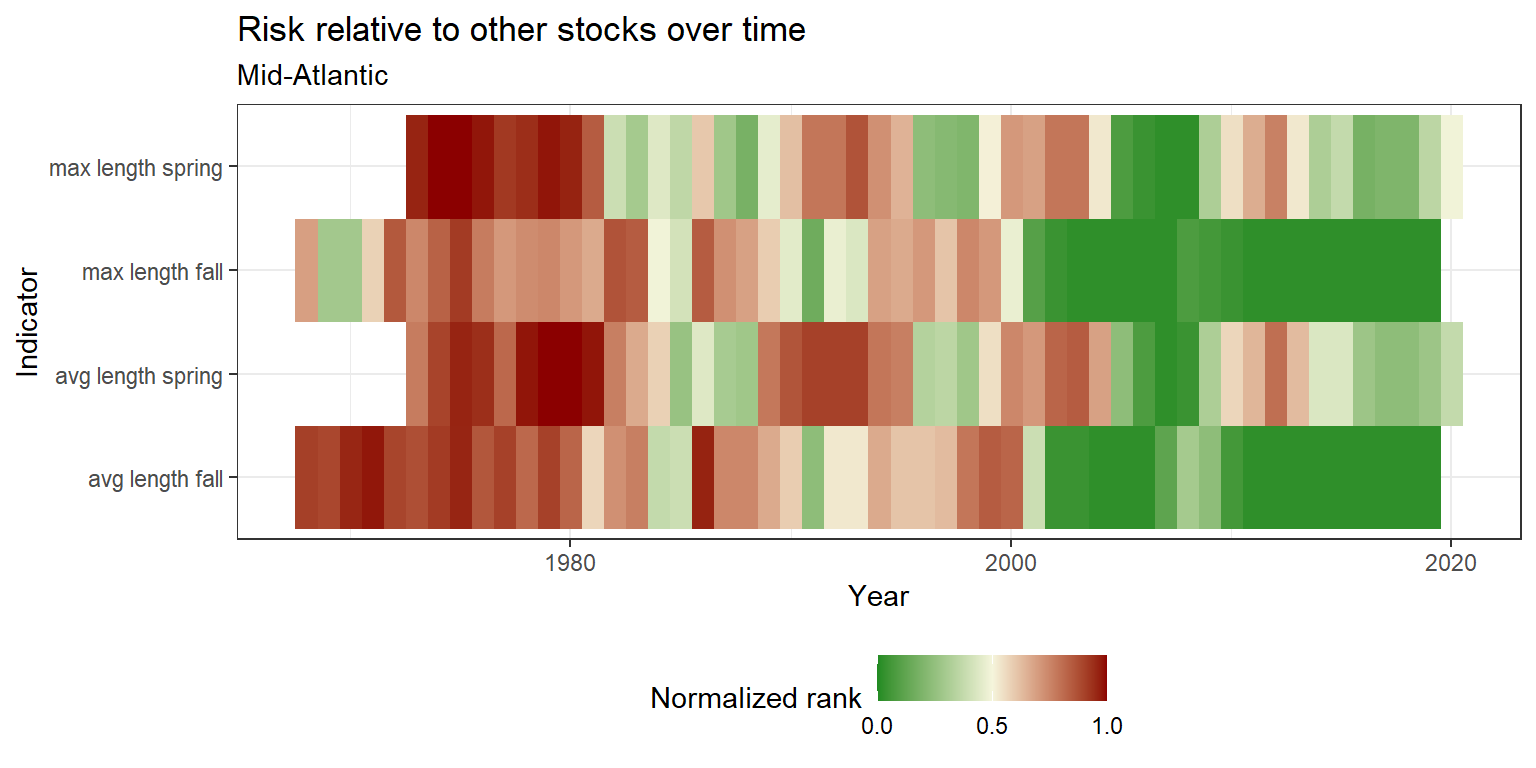 Risk relative to other stocks over time
Mid-Atlantic
Indicator
max length spring
max length fall
avg length spring
avg length fall
1980 2000 2020
Year
Normalized rank
0.0 0.5 1.0